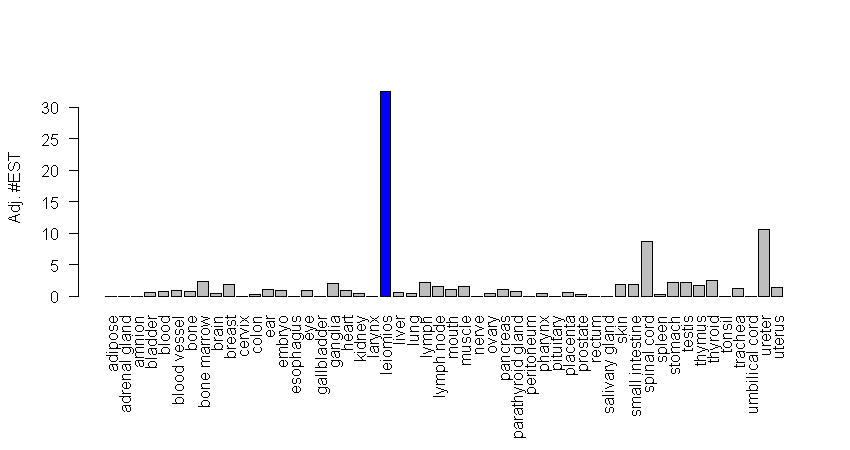 Adj. #EST
30
25
20
15
10
5
0
adipose
adrenal gland
amnion
bladder
blood
blood vessel
bone
bone marrow
brain
breast
cervix
colon
ear
embryo
esophagus
eye
gallbladder
ganglia
heart
kidney
larynx
leiomios
liver
lung
lymph
lymph node
mouth
muscle
nerve
ovary
pancreas
parathyroid gland
peritoneum
pharynx
pituitary
placenta
prostate
rectum
salivary gland
skin
small intestine
spinal cord
spleen
stomach
testis
thymus
thyroid
tonsil
trachea
umbilical cord
ureter
uterus